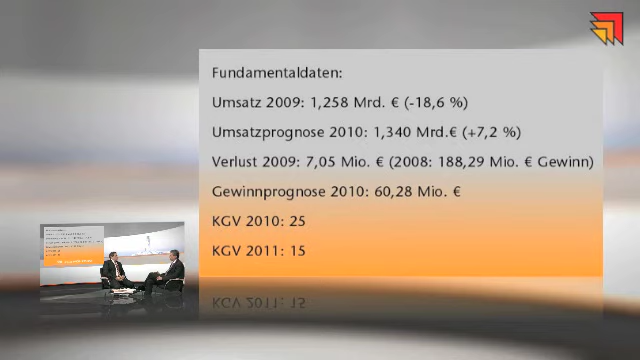 Fundamentaldaten:
Umsatz 2009: 1,258 Mrd. € (-18,6 %)
Umsatzprognose 2010: 1,340 Mrd.€ (+7,2 %)
Verlust 2009: 7,05 Mio. € (2008: 188,29 Mio. € Gewinn)
Gewinnprognose 2010: 60,28 Mio. €
KGV 2010: 25
KGV 2011: 15